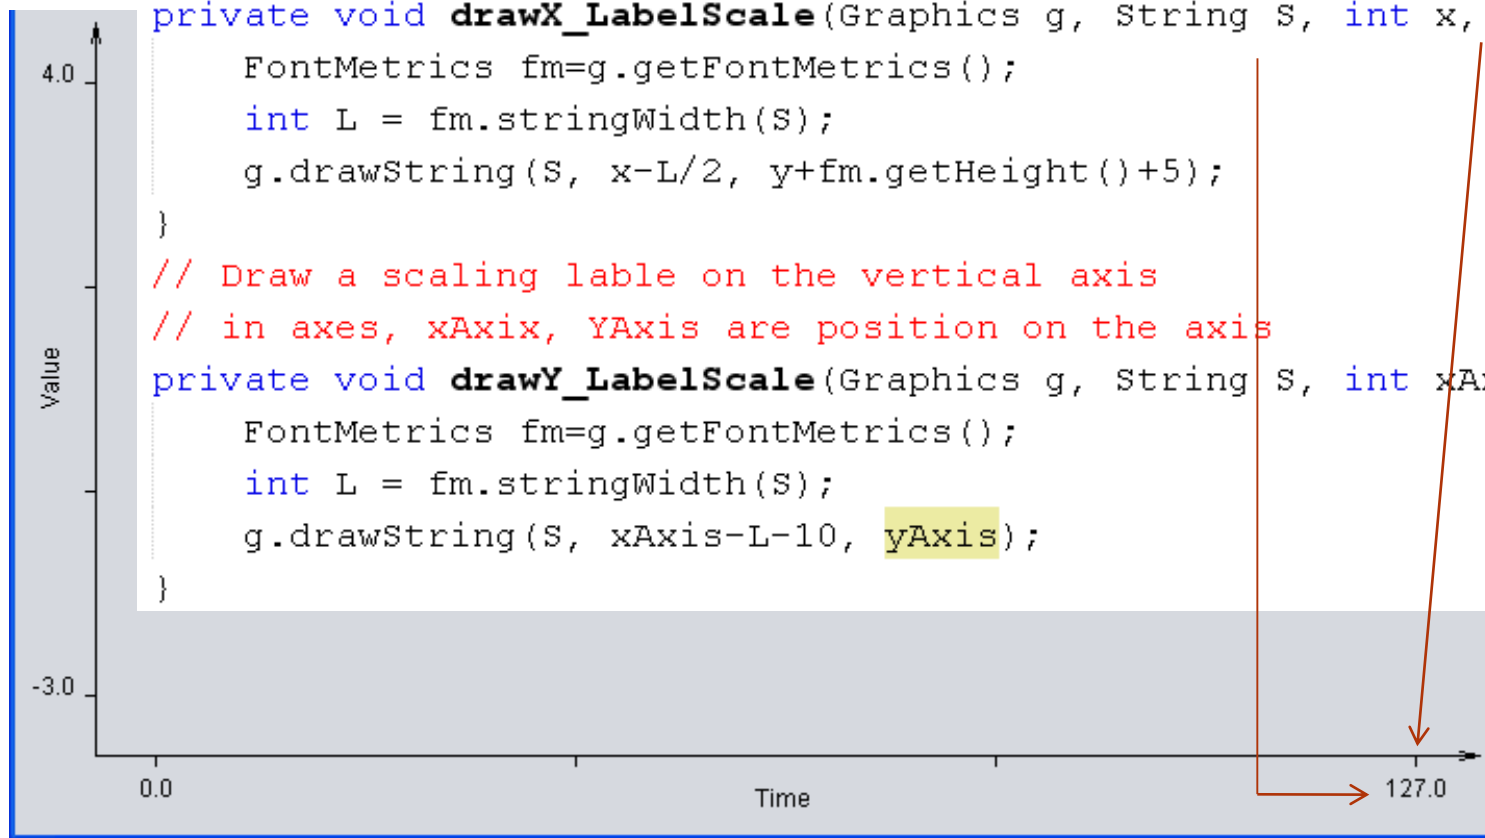 private void drawX_LabelScale(Graphics g, String S, int x,
FontMetrics fm=g.getFontMetrics();
int L = fm.stringWidth(S);
g.drawString(S, x-L/2, y+fm.getHeight()+5);
}
// Draw a scaling lable on the vertical axis
// in axes, xAxix, YAxis are position on the axis
private void drawY_LabelScale(Graphics g, String S, int xAx
FontMetrics fm=g.getFontMetrics();
int L = fm.stringWidth(S);
g.drawString(S, xAxis-L-10, yAxis);
}
4.0
Value
-3.0
0.0
Time
127.0